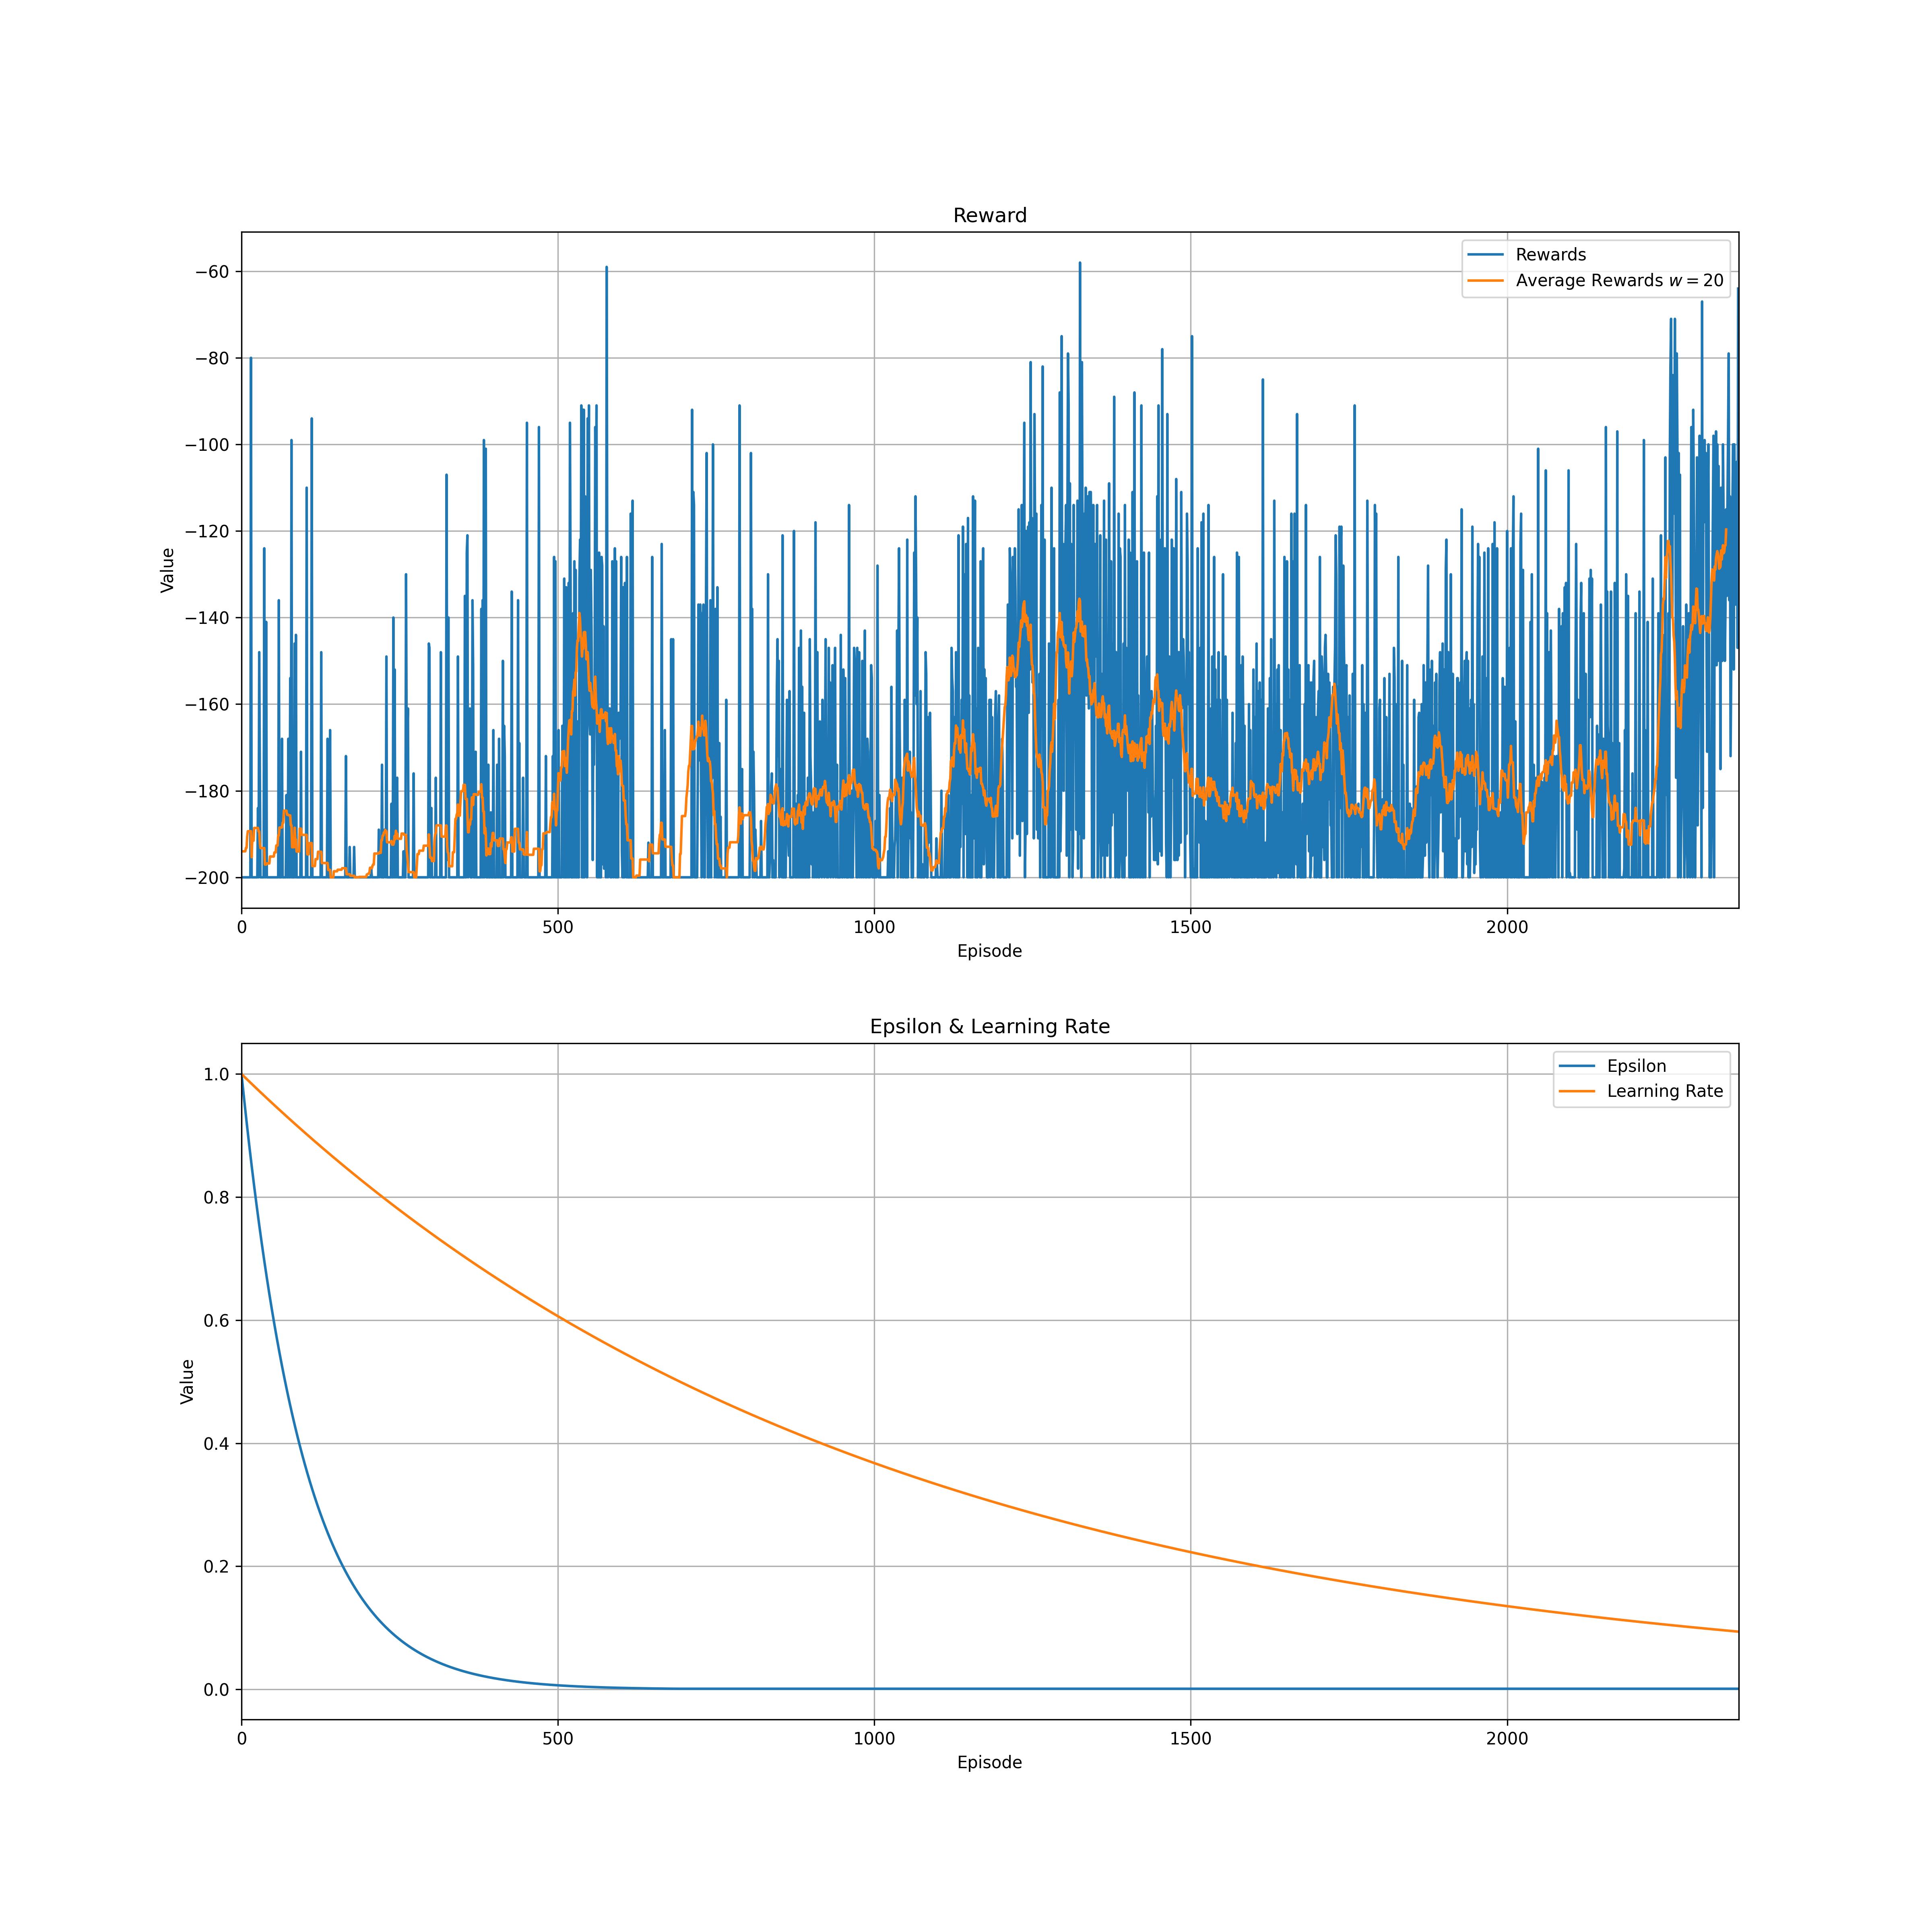 Reward
Rewards
Average Rewards w = 20
−60
−80
−100
−120
−140
−160
−180
−200
Value
0 500 1000 1500 2000
Episode
Epsilon & Learning Rate
Epsilon
Learning Rate
1.0
0.8
0.6
0.4
0.2
0.0
Value
0 500 1000 1500 2000
Episode